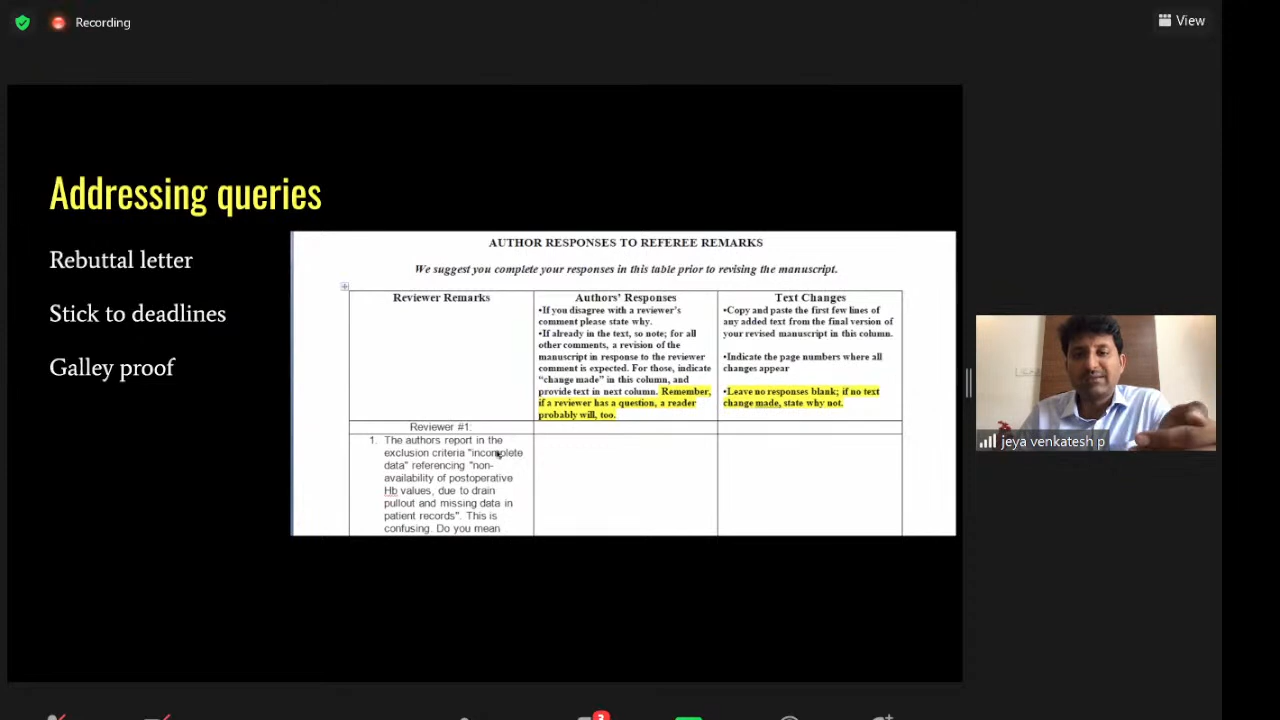 Recording
View
Addressing queries
Rebuttal letter
Stick to deadlines
Galley proof
AUTHOR RESPONSES TO REFEREE REMARKS
We suggest you complete your responses in this table prior to revising the manuscript.
Reviewer Remarks
Authors' Responses
•If you disagree with a reviewer's
comment please state why.
•If already in the text, so note; for all
other comments, a revision of the
manuscript in response to the reviewer
comment is expected. For those, indicate
"change made" in this column, and
provide text in next column. Remember,
if a reviewer has a question, a reader
probably will, too.
Text Changes
•Copy and paste the first few lines of
any added text from the final version of
your revised manuscript in this column.
•Indicate the page numbers where all
changes appear
•Leave no responses blank; if no text
change made, state why not.
Reviewer #1:
1. The authors report in the
exclusion criteria "incomplete
data" referencing "non-
availability of postoperative
Hb values, due to drain
pullout and missing data in
patient records". This is
confusing. Do you mean
jeya venkatesh p
3